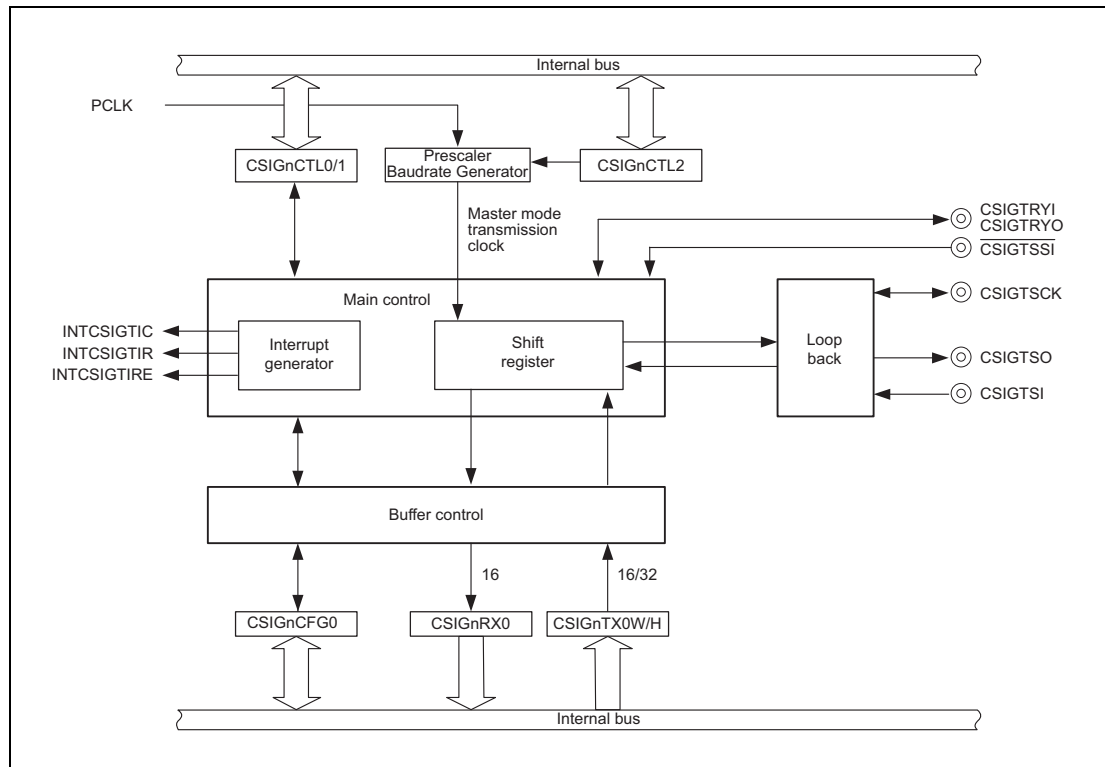 Internal bus
PCLK
CSIGnCTL0/1
Prescaler
Baudrate Generator
CSIGnCTL2
Master mode
transmission
clock
CSIGTRYI
CSIGTRYO
CSIGTSSI
Main control
CSIGTSCK
INTCSIGTIC
INTCSIGTIR
INTCSIGTIRE
Interrupt
generator
Shift
register
Loop
back
CSIGTSO
CSIGTSI
Buffer control
16
16/32
CSIGnCFG0
CSIGnRX0
CSIGnTX0W/H
Internal bus